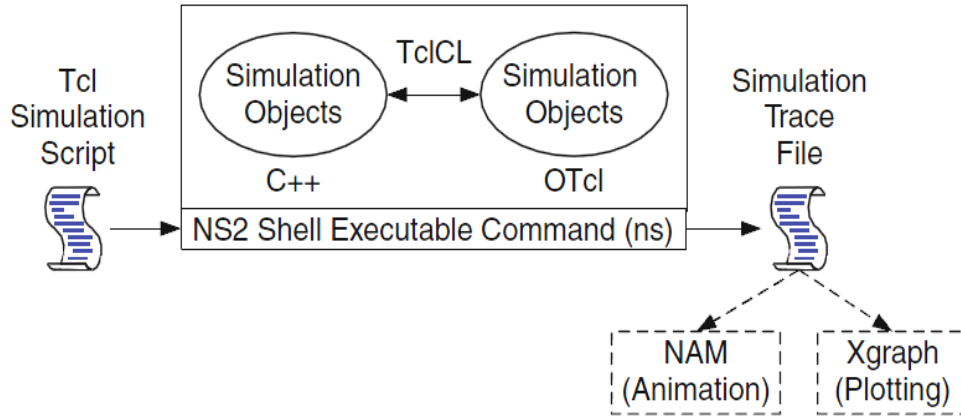 Tcl
Simulation
Script
TclCL
Simulation
Objects
Simulation
Objects
C++
OTcl
NS2 Shell Executable Command (ns)
Simulation
Trace
File
NAM
(Animation)
Xgraph
(Plotting)